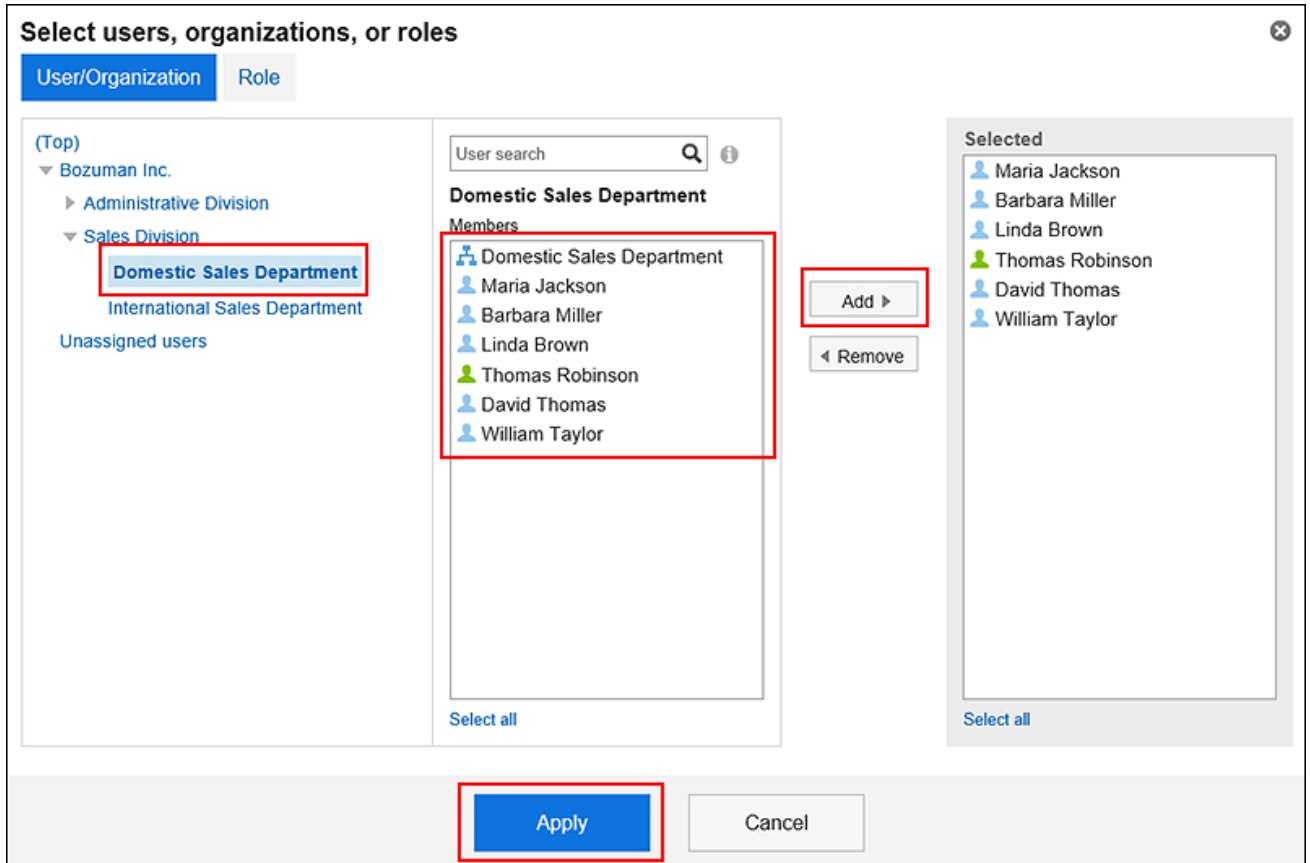 Select users, organizations, or roles
User/Organization
Role
(Top)
Bozuman Inc.
Administrative Division
Sales Division
Domestic Sales Department
International Sales Department
Unassigned users
User search
Domestic Sales Department
Members
Domestic Sales Department
Maria Jackson
Barbara Miller
Linda Brown
Thomas Robinson
David Thomas
William Taylor
Select all
Add
Remove
Selected
Maria Jackson
Barbara Miller
Linda Brown
Thomas Robinson
David Thomas
William Taylor
Select all
Apply
Cancel